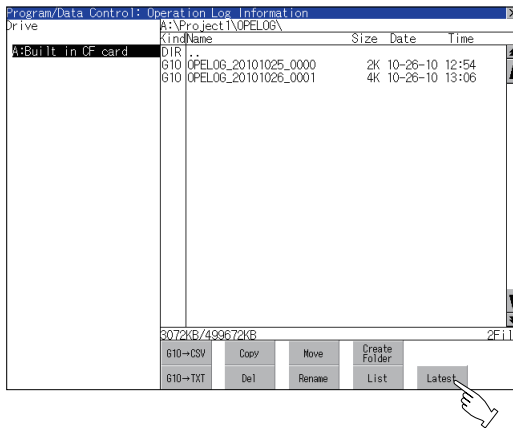 Program/Data Control: Operation Log Information
Drive
A:\Project1\OPELOG\
Kind Name Size Date Time
A:Built in CF card
DIR ..
G10 OPELOG_20101025_0000 2K 10-26-10 12:54
G10 OPELOG_20101026_0001 4K 10-26-10 13:06
3072KB/499672KB 2Fil
G10→CSV Copy Move Create Folder
G10→TXT Del Rename List Latest